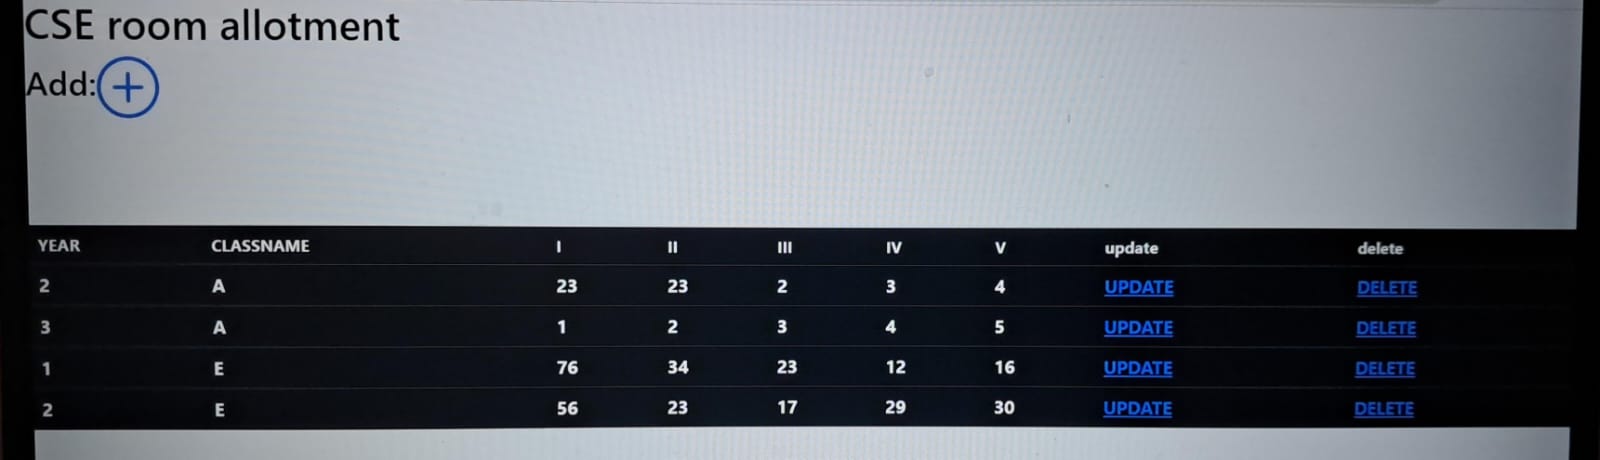 CSE room allotment
Add:
YEAR CLASSNAME I II III IV V update delete
2 A 23 23 2 3 4 UPDATE DELETE
3 A 1 2 3 4 5 UPDATE DELETE
1 E 76 34 23 12 16 UPDATE DELETE
2 E 56 23 17 29 30 UPDATE DELETE